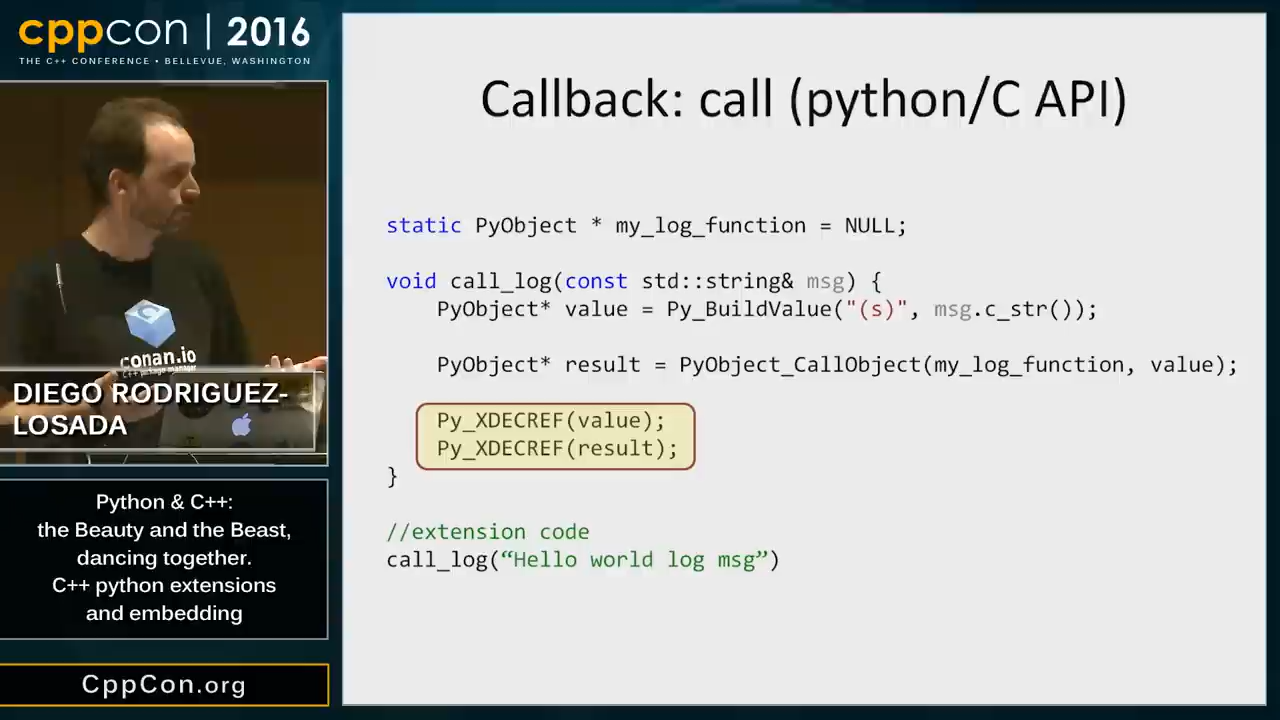 cppcon | 2016
THE C++ CONFERENCE • BELLEVUE, WASHINGTON
conan.io
C++ package manager
DIEGO RODRIGUEZ-
LOSADA
Python & C++:
the Beauty and the Beast,
dancing together.
C++ python extensions
and embedding
CppCon.org
Callback: call (python/C API)
static PyObject * my_log_function = NULL;
void call_log(const std::string& msg) {
PyObject* value = Py_BuildValue("(s)", msg.c_str());
PyObject* result = PyObject_CallObject(my_log_function, value);
Py_XDECREF(value);
Py_XDECREF(result);
}
//extension code
call_log(“Hello world log msg”)